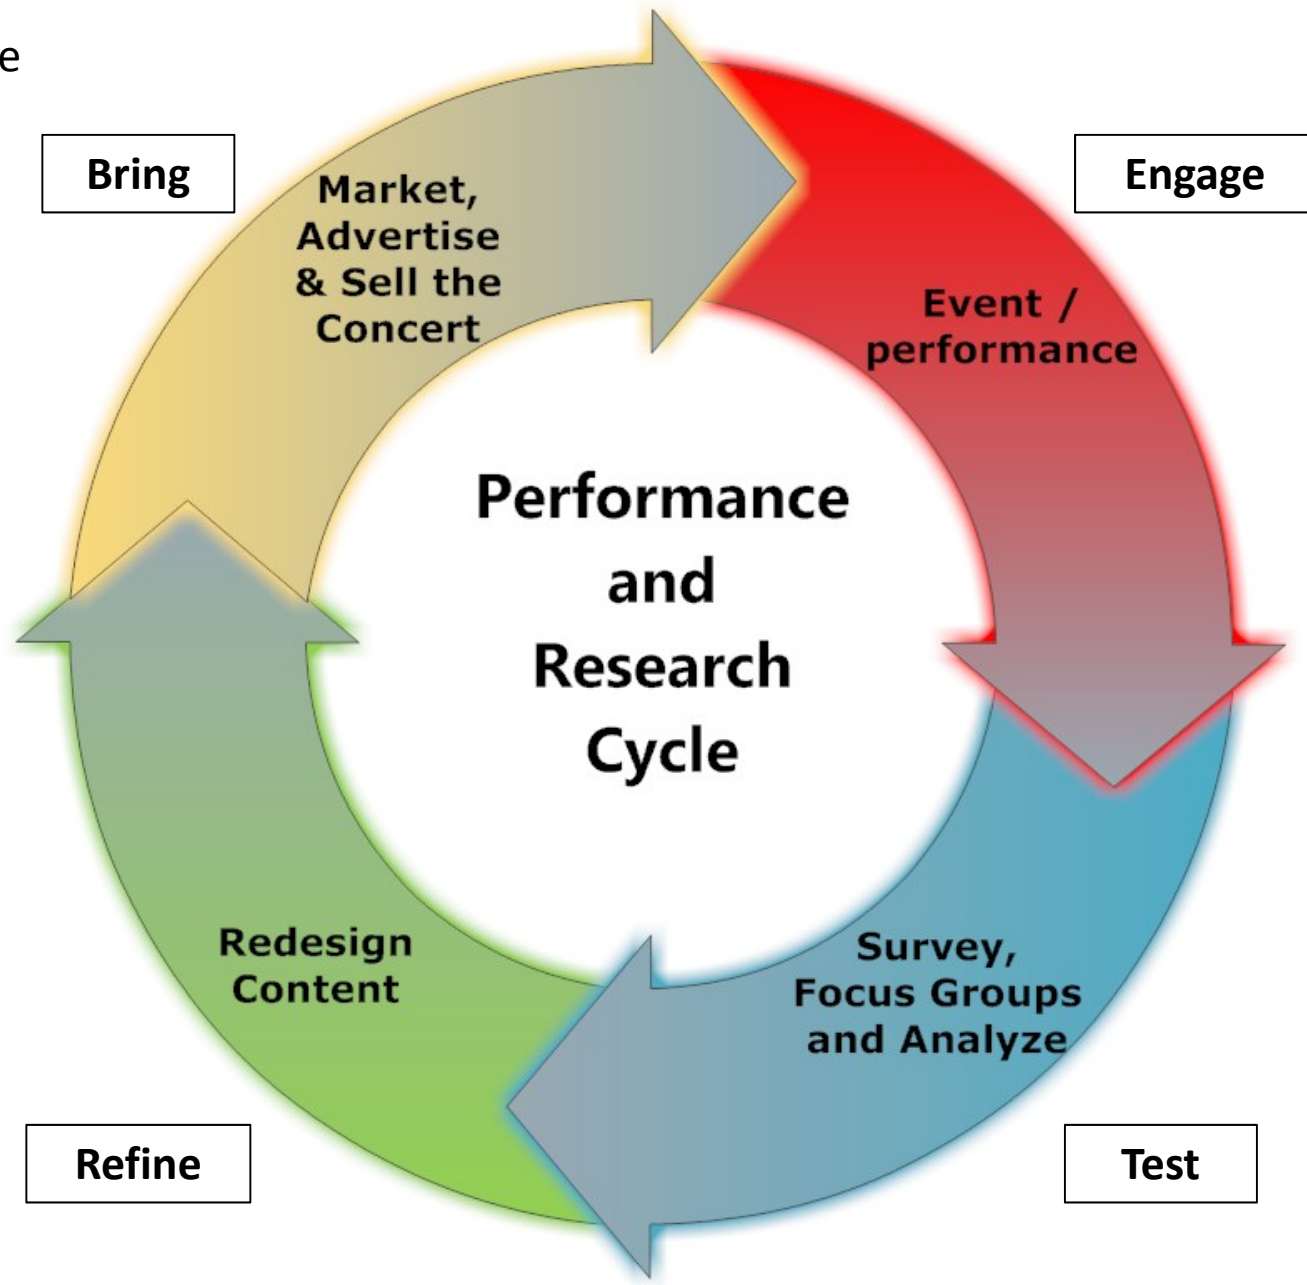 e
Bring
Engage
Market,
Advertise
& Sell the
Concert
Event /
performance
Performance
and
Research
Cycle
Redesign
Content
Survey,
Focus Groups
and Analyze
Refine
Test